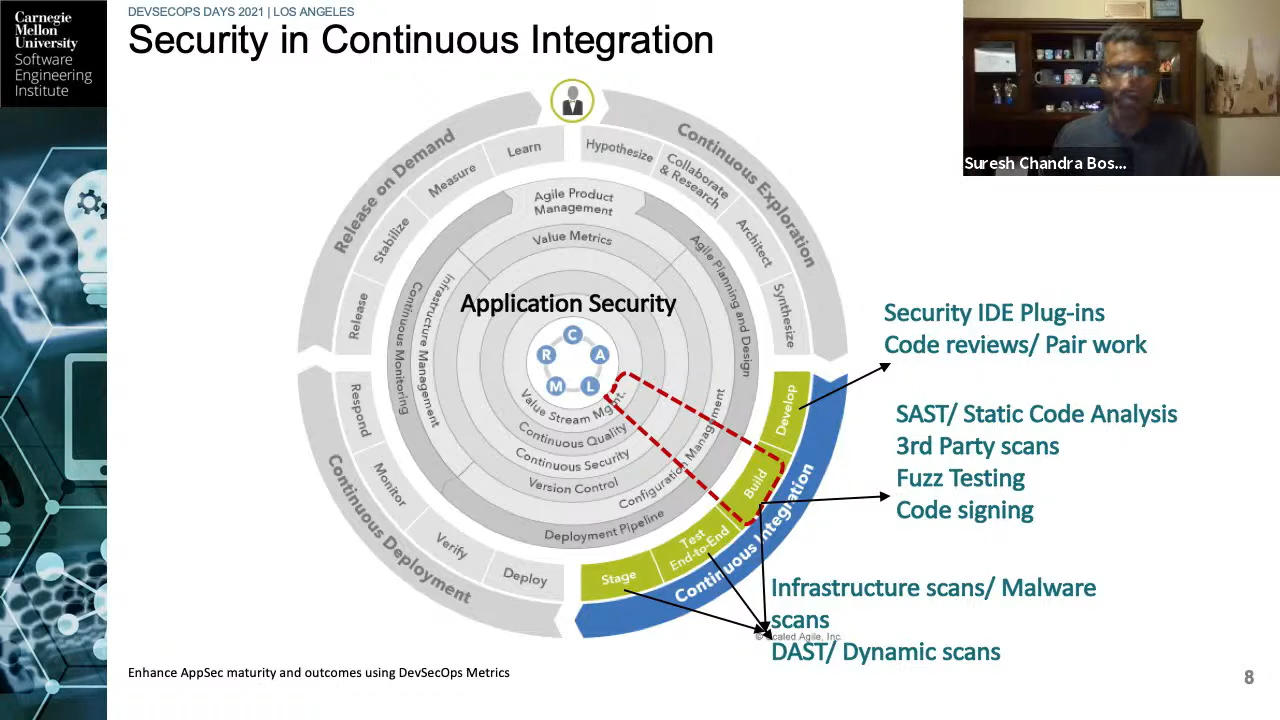 Carnegie
Mellon
University
Software
Engineering
Institute
DEVSECOPS DAYS 2021 | LOS ANGELES
Security in Continuous Integration
Suresh Chandra Bos...
Release on Demand
Continuous Exploration
Continuous Integration
Continuous Deployment
Learn
Measure
Stabilize
Release
Hypothesize
Collaborate
& Research
Architect
Synthesize
Develop
Build
Test
End-to-End
Stage
Deploy
Verify
Monitor
Respond
Agile Product
Management
Value Metrics
Agile Planning and Design
Continuous Monitoring
Infrastructure Management
Application Security
C
A
L
M
R
Value Stream Mgmt.
Continuous Quality
Continuous Security
Version Control
Configuration Management
Deployment Pipeline
Security IDE Plug-ins
Code reviews/ Pair work
SAST/ Static Code Analysis
3rd Party scans
Fuzz Testing
Code signing
Infrastructure scans/ Malware
scans
© Scaled Agile, Inc.
DAST/ Dynamic scans
Enhance AppSec maturity and outcomes using DevSecOps Metrics
8